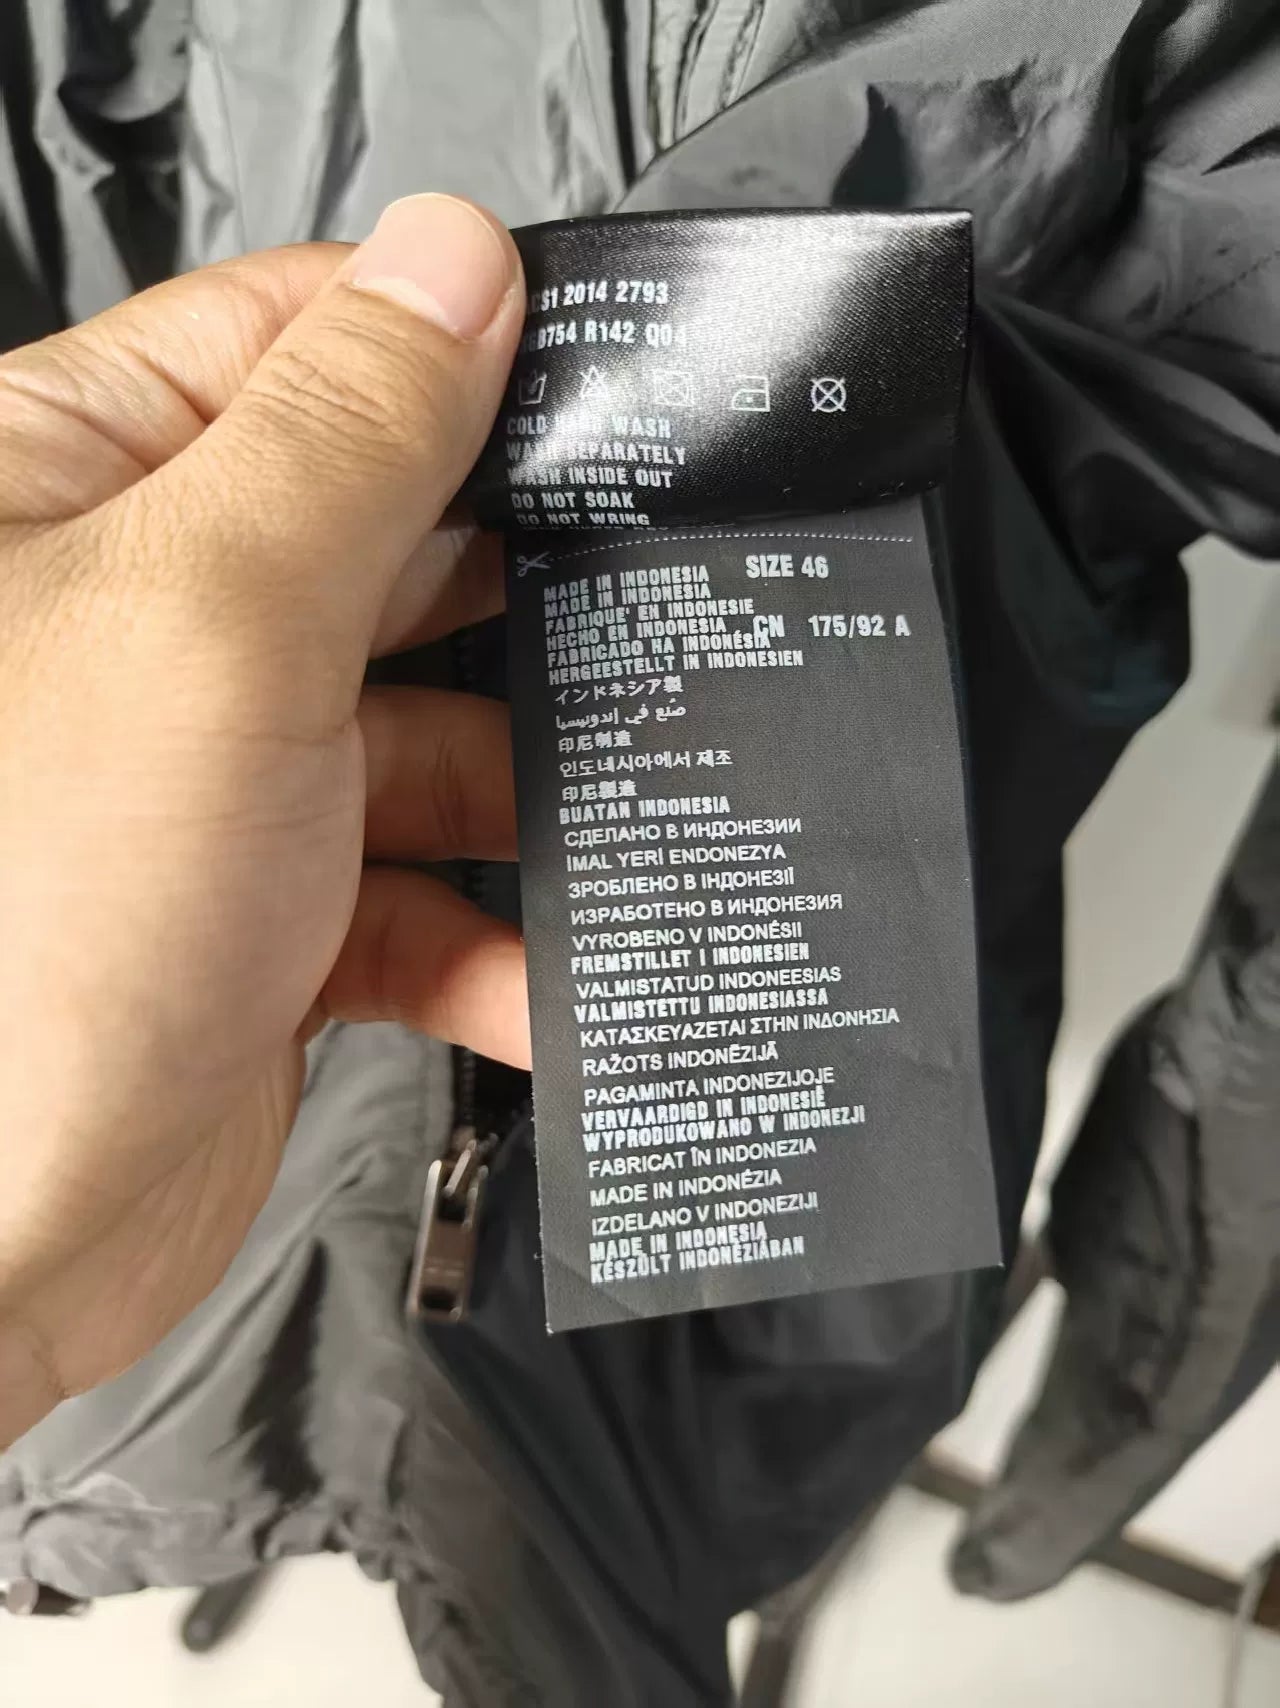 CS1 2014 2793
B754 R142 Q04
COLD HAND WASH
WASH SEPARATELY
WASH INSIDE OUT
DO NOT SOAK
DO NOT WRING
SIZE 46
MADE IN INDONESIA
MADE IN INDONESIA
FABRIQUE' EN INDONESIE
HECHO EN INDONESIA
CN 175/92 A
FABRICADO HA INDONÉSIA
HERGEESTELLT IN INDONESIEN
インドネシア製
صنع في إندونيسيا
印尼制造
인도네시아에서 제조
印尼製造
BUATAN INDONESIA
СДЕЛАНО В ИНДОНЕЗИИ
İMAL YERİ ENDONEZYA
ЗРОБЛЕНО В ІНДОНЕЗІЇ
ИЗРАБОТЕНО В ИНДОНЕЗИЯ
VYROBENO V INDONÉSII
FREMSTILLET I INDONESIEN
VALMISTATUD INDONEESIAS
VALMISTETTU INDONESIASSA
ΚΑΤΑΣΚΕΥΑΖΕΤΑΙ ΣΤΗΝ ΙΝΔΟΝΗΣΙΑ
RAŽOTS INDONĒZIJĀ
PAGAMINTA INDONEZIJOJE
VERVAARDIGD IN INDONESIË
WYPRODUKOWANO W INDONEZJI
FABRICAT ÎN INDONEZIA
MADE IN INDONÉZIA
IZDELANO V INDONEZIJI
MADE IN INDONESIA
KÉSZÜLT INDONÉZIÁBAN